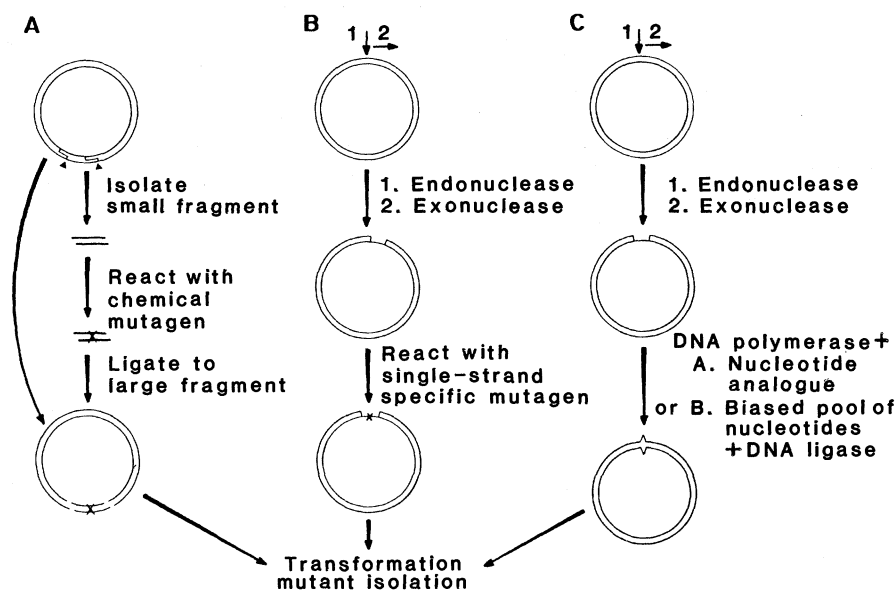 A
Isolate
small fragment
React with
chemical
mutagen
Ligate to
large fragment
B
1 2
1. Endonuclease
2. Exonuclease
React with
single-strand
specific mutagen
C
1 2
1. Endonuclease
2. Exonuclease
DNA polymerase+
A. Nucleotide
analogue
or B. Biased pool of
nucleotides
+DNA ligase
Transformation
mutant isolation